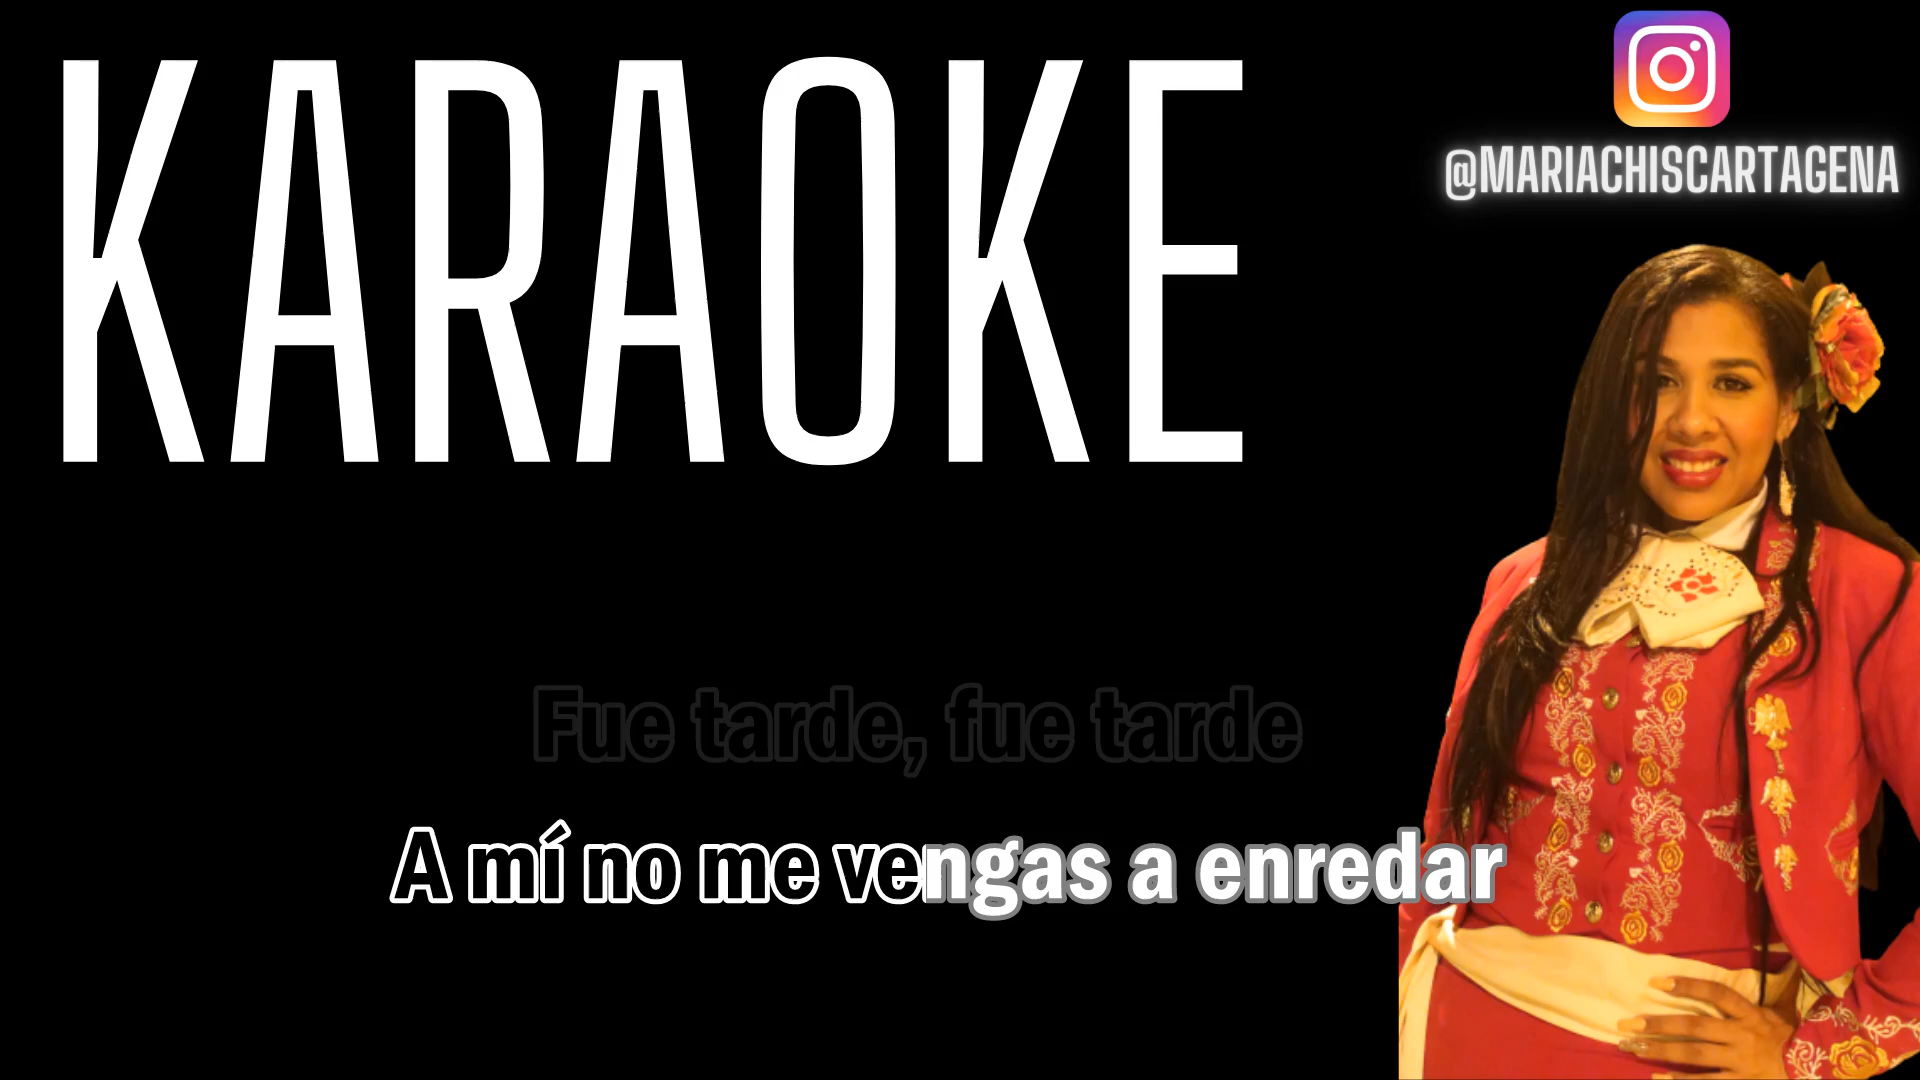 KARAOKE
@MARIACHISCARTAGENA
Fue tarde, fue tarde
A mí no me vengas a enredar